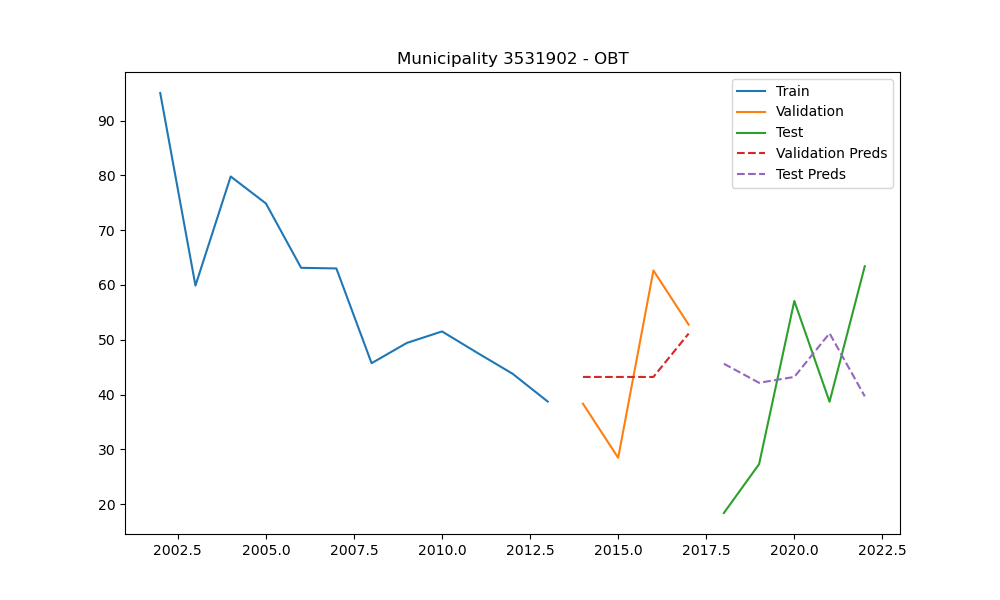 Municipality 3531902 - OBT
Train
Validation
Test
Validation Preds
Test Preds
90
80
70
60
50
40
30
20
2002.5 2005.0 2007.5 2010.0 2012.5 2015.0 2017.5 2020.0 2022.5